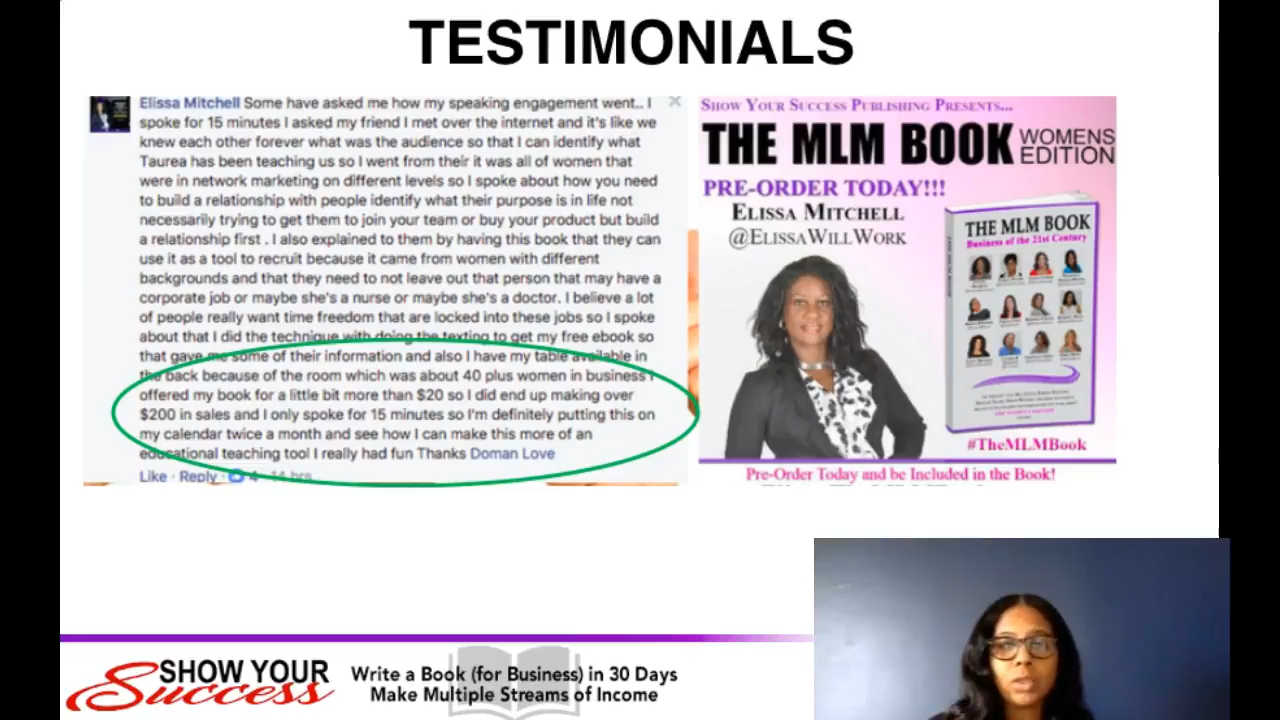 TESTIMONIALS
Elissa Mitchell Some have asked me how my speaking engagement went.. I
spoke for 15 minutes I asked my friend I met over the internet and it's like we
knew each other forever what was the audience so that I can identify what
Taurea has been teaching us so I went from their it was all of women that
were in network marketing on different levels so I spoke about how you need
to build a relationship with people identify what their purpose is in life not
necessarily trying to get them to join your team or buy your product but build
a relationship first . I also explained to them by having this book that they can
use it as a tool to recruit because it came from women with different
backgrounds and that they need to not leave out that person that may have a
corporate job or maybe she's a nurse or maybe she's a doctor. I believe a lot
of people really want time freedom that are locked into these jobs so I spoke
about that I did the technique with doing the texting to get my free ebook so
that gave me some of their information and also I have my table available in
the back because of the room which was about 40 plus women in business I
offered my book for a little bit more than $20 so I did end up making over
$200 in sales and I only spoke for 15 minutes so I'm definitely putting this on
my calendar twice a month and see how I can make this more of an
educational teaching tool I really had fun Thanks Doman Love
Like · Reply · 4 · 14 hrs
SHOW YOUR SUCCESS PUBLISHING PRESENTS...
THE MLM BOOK WOMENS
EDITION
PRE-ORDER TODAY!!!
ELISSA MITCHELL
@ELISSAWILLWORK
THE MLM BOOK
Business of the 21st Century
#TheMLMBook
Pre-Order Today and be Included in the Book!
SHOW YOUR
Success
Write a Book (for Business) in 30 Days
Make Multiple Streams of Income